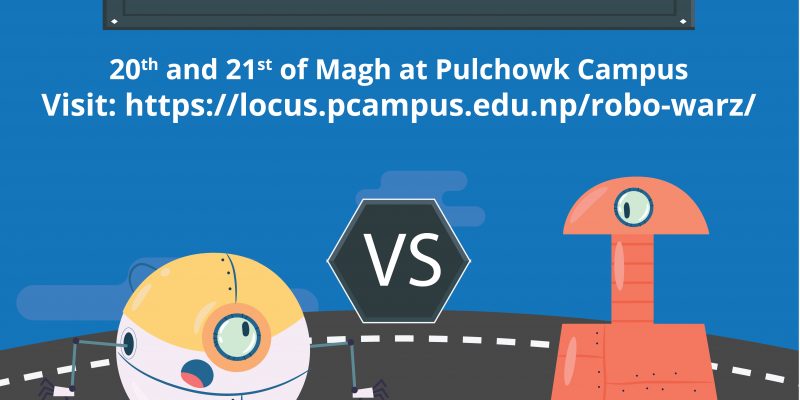 20th and 21st of Magh at Pulchowk Campus
Visit: https://locus.pcampus.edu.np/robo-warz/
VS